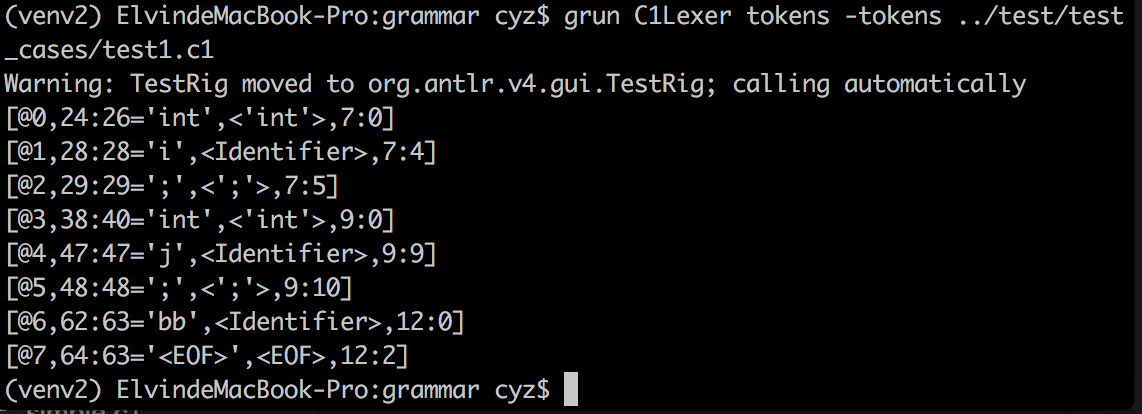 (venv2) ElvindeMacBook-Pro:grammar cyz$ grun C1Lexer tokens -tokens ../test/test
_cases/test1.c1
Warning: TestRig moved to org.antlr.v4.gui.TestRig; calling automatically
[@0,24:26='int',<'int'>,7:0]
[@1,28:28='i',<Identifier>,7:4]
[@2,29:29=';',<';'>,7:5]
[@3,38:40='int',<'int'>,9:0]
[@4,47:47='j',<Identifier>,9:9]
[@5,48:48=';',<';'>,9:10]
[@6,62:63='bb',<Identifier>,12:0]
[@7,64:63='<EOF>',<EOF>,12:2]
(venv2) ElvindeMacBook-Pro:grammar cyz$